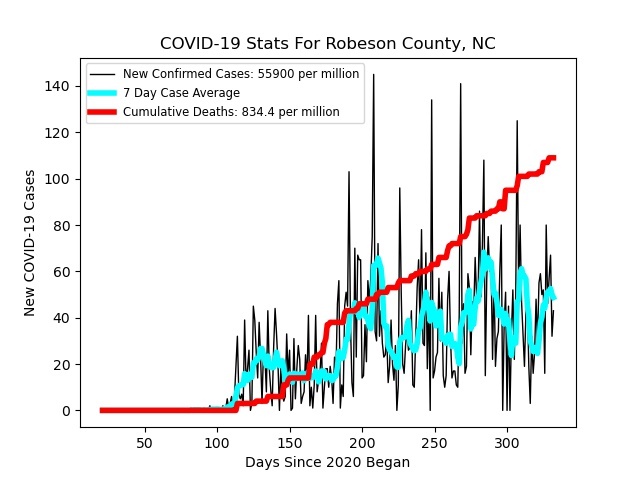 COVID-19 Stats For Robeson County, NC
New Confirmed Cases: 55900 per million
7 Day Case Average
Cumulative Deaths: 834.4 per million
New COVID-19 Cases
140
120
100
80
60
40
20
0
50 100 150 200 250 300
Days Since 2020 Began